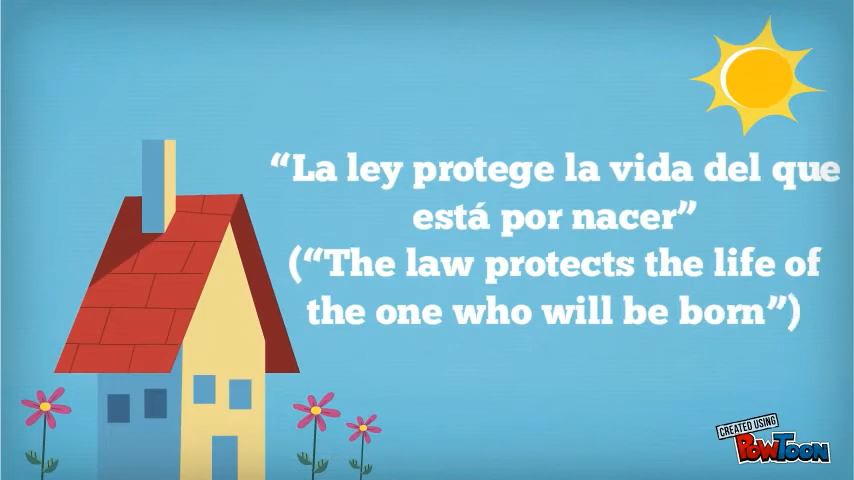 “La ley protege la vida del que
está por nacer”
(“The law protects the life of
the one who will be born”)
CREATED USING
POWTOON